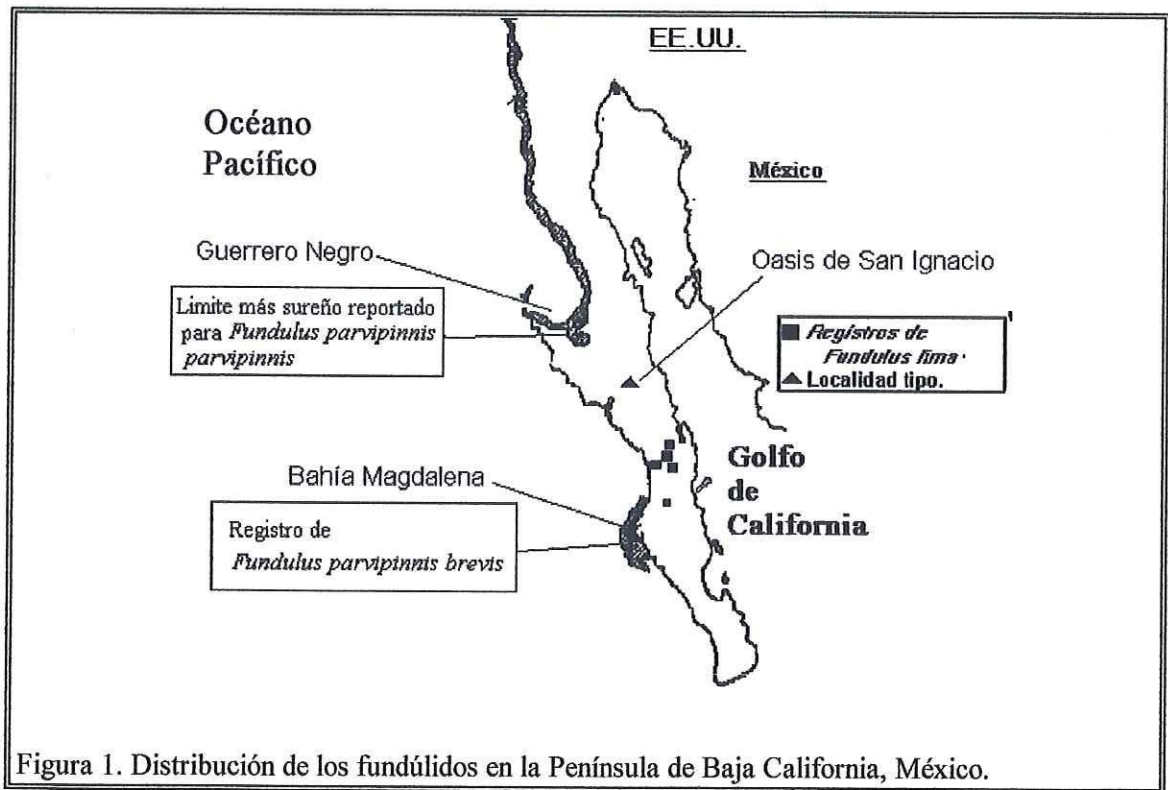 EE.UU.
Océano
Pacífico
México
Guerrero Negro
Oasis de San Ignacio
Limite más sureño reportado
para Fundulus parvipinnis
parvipinnis
Registros de
Fundulus lima
Localidad tipo.
Golfo
de
California
Bahía Magdalena
Registro de
Fundulus parvipinnis brevis
Figura 1. Distribución de los fundúlidos en la Península de Baja California, México.